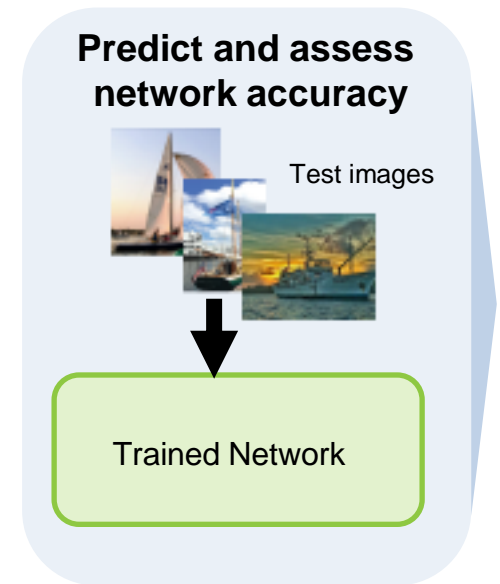 Predict and assess
network accuracy
Test images
Trained Network